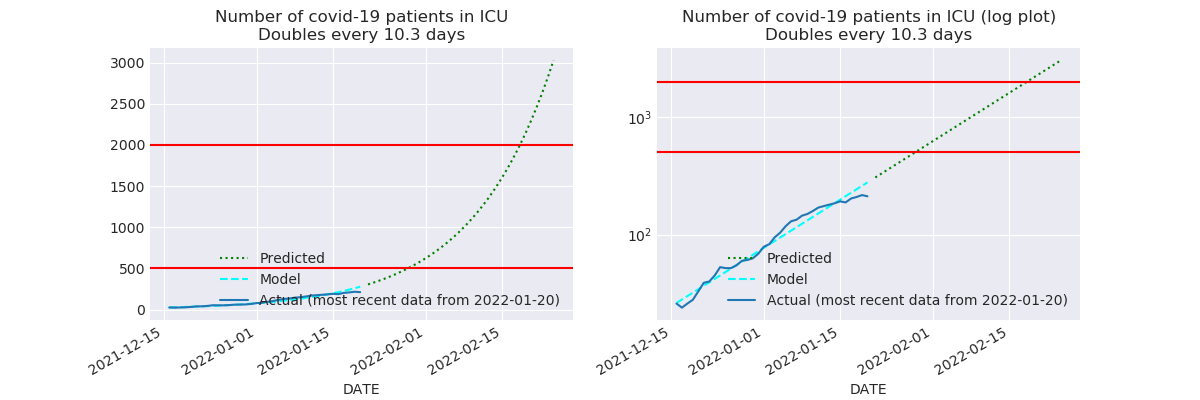 Number of covid-19 patients in ICU
Doubles every 10.3 days
3000
2500
2000
1500
1000
500
0
Predicted
Model
Actual (most recent data from 2022-01-20)
2021-12-15
2022-01-01
2022-01-15
2022-02-01
2022-02-15
DATE
Number of covid-19 patients in ICU (log plot)
Doubles every 10.3 days
10³
10²
Predicted
Model
Actual (most recent data from 2022-01-20)
2021-12-15
2022-01-01
2022-01-15
2022-02-01
2022-02-15
DATE